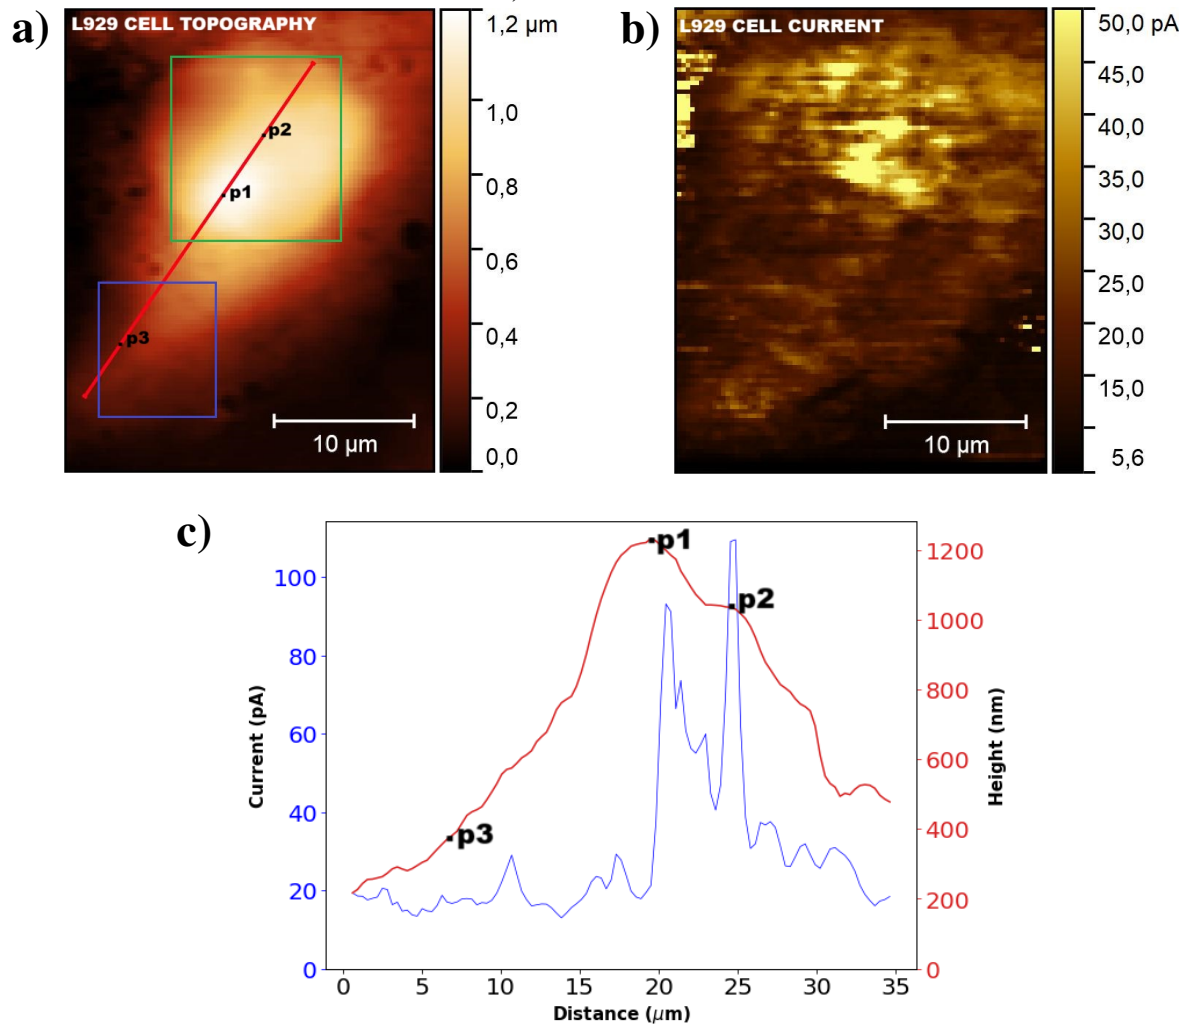 a)
L929 CELL TOPOGRAPHY
p2
p1
p3
10 µm
1,2 µm
1,0
0,8
0,6
0,4
0,2
0,0
b)
L929 CELL CURRENT
10 µm
50,0 pA
45,0
40,0
35,0
30,0
25,0
20,0
15,0
5,6
c)
p1
p2
p3
100
80
60
40
20
0
Current (pA)
1200
1000
800
600
400
200
0
Height (nm)
0 5 10 15 20 25 30 35
Distance (µm)